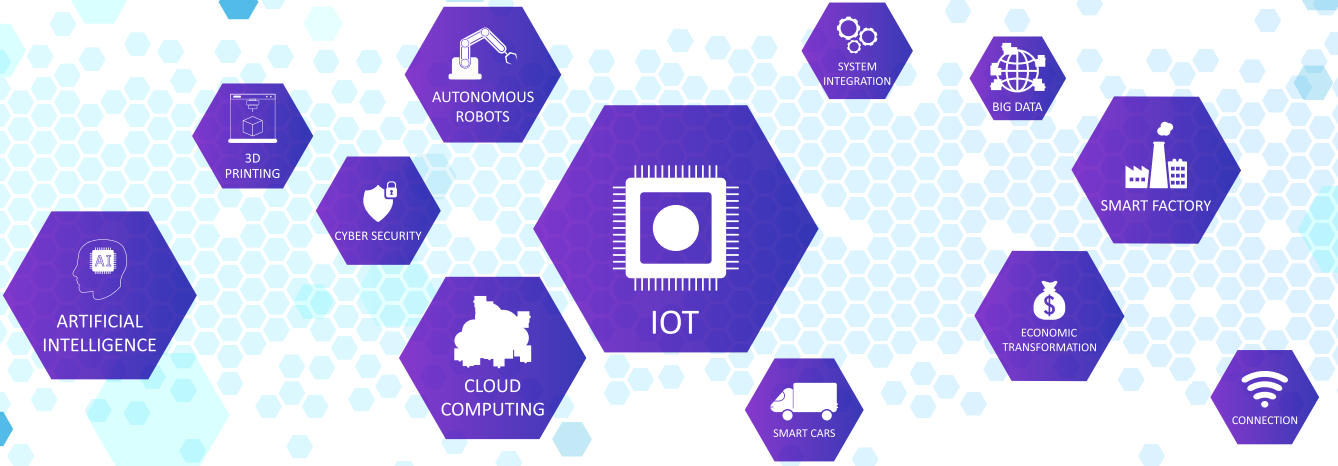 AUTONOMOUS
ROBOTS
SYSTEM
INTEGRATION
BIG DATA
3D
PRINTING
CYBER SECURITY
SMART FACTORY
AI
ARTIFICIAL
INTELLIGENCE
IOT
$
ECONOMIC
TRANSFORMATION
CLOUD
COMPUTING
SMART CARS
CONNECTION